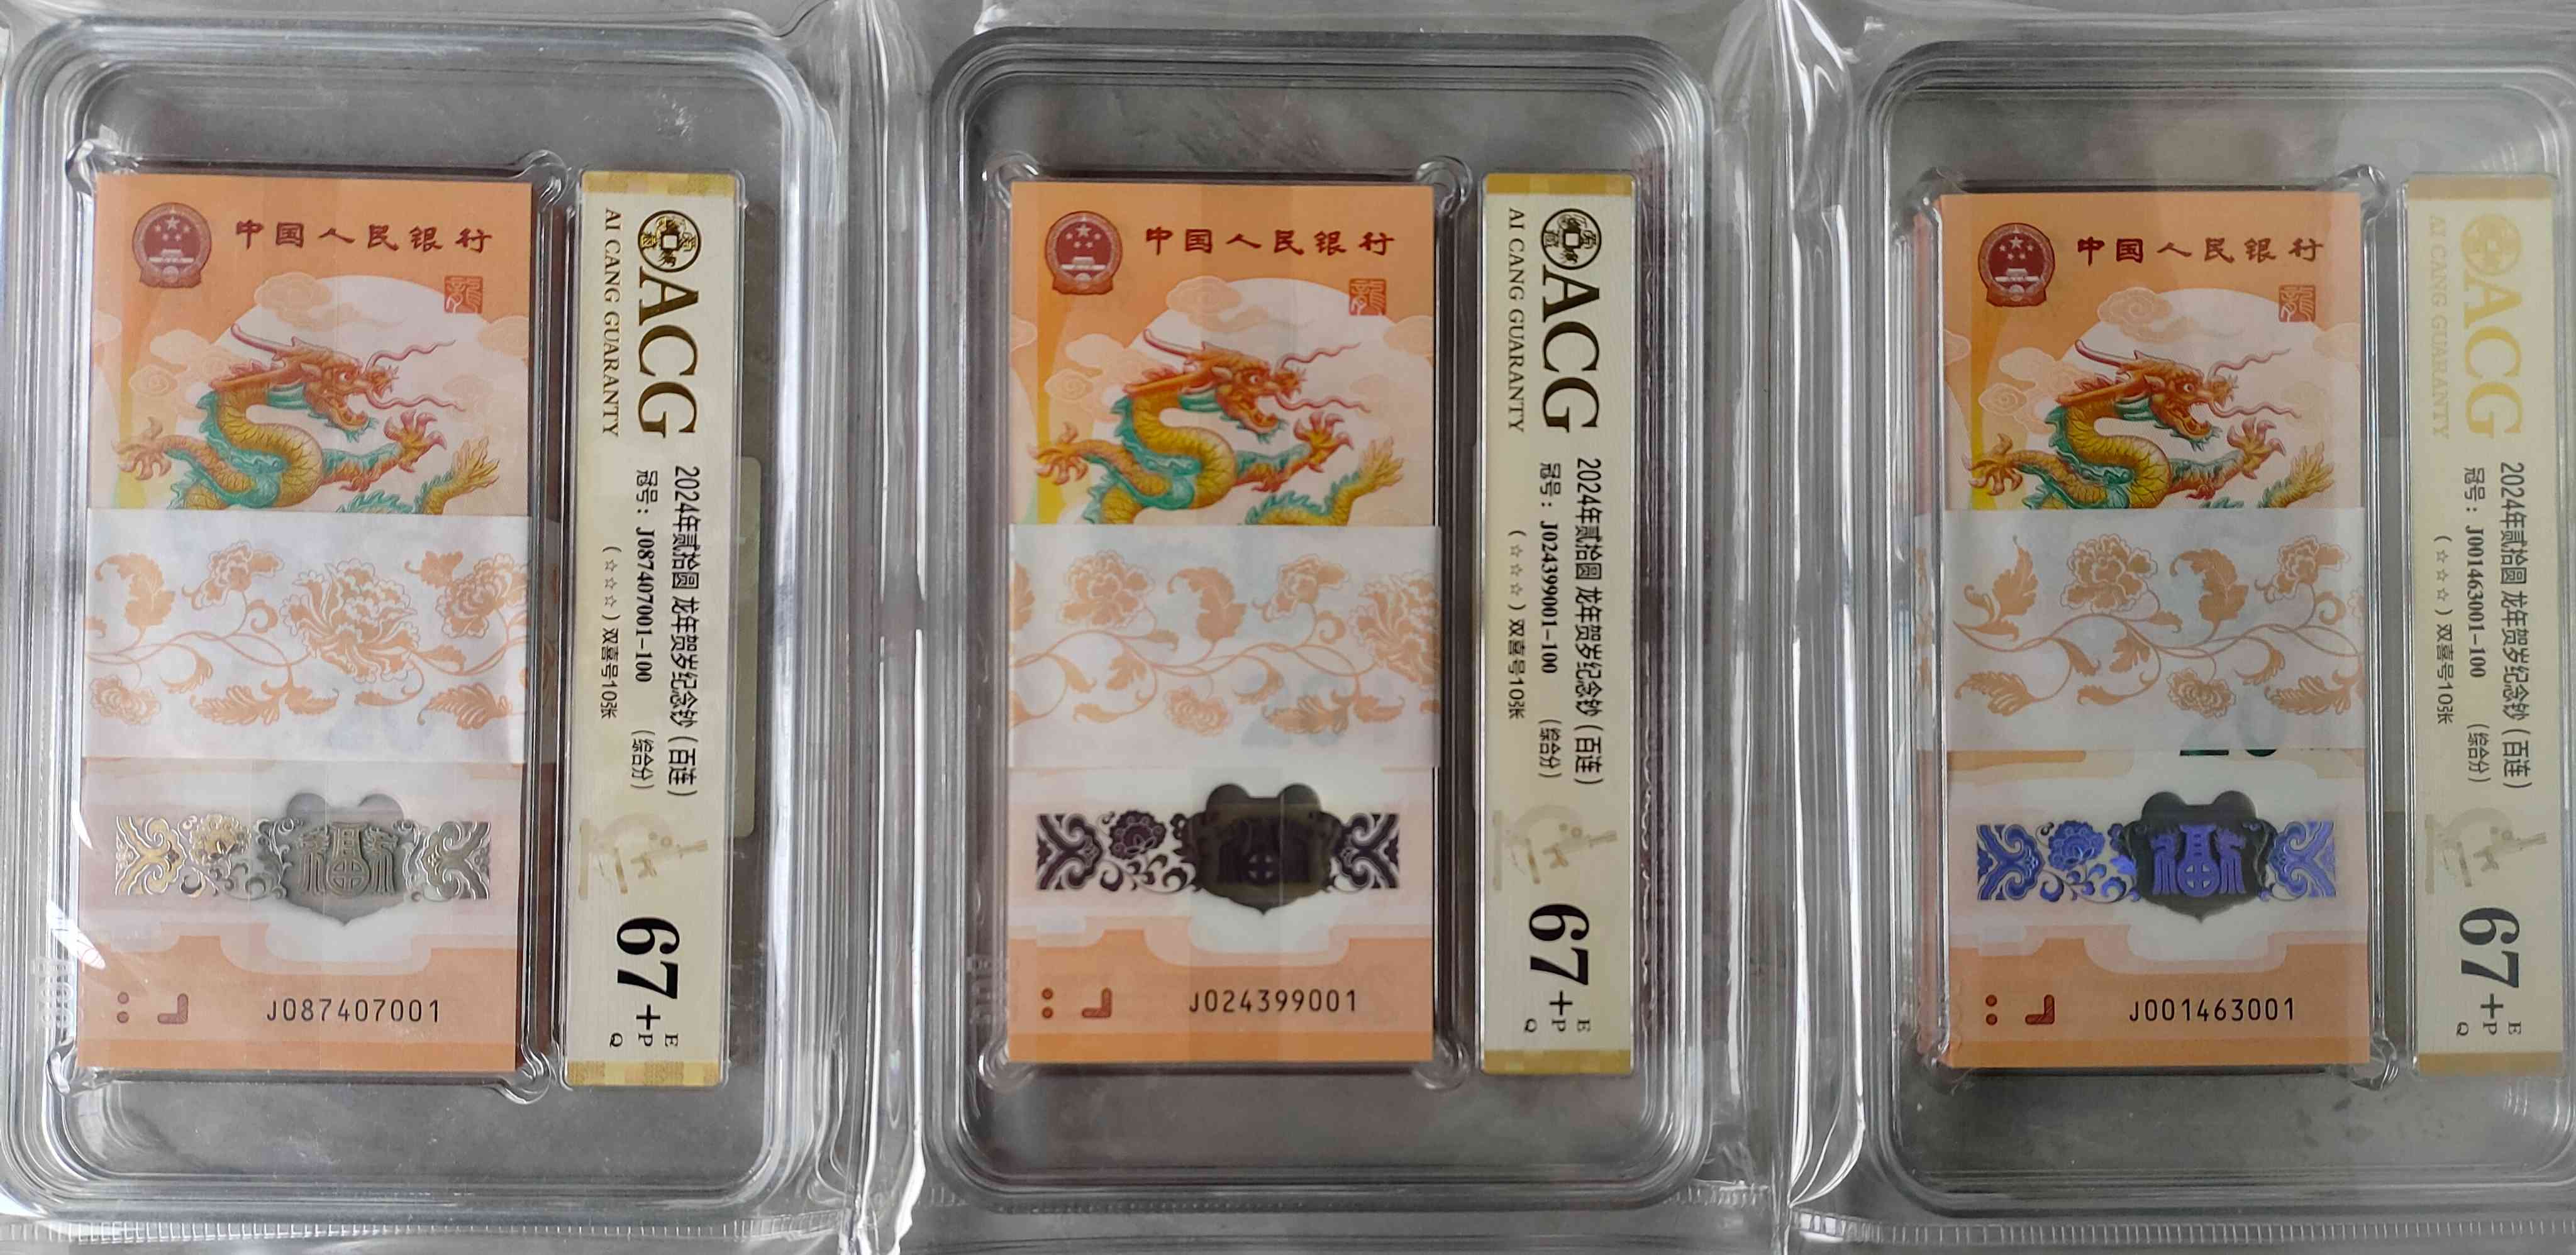 中国人民银行
龍
J087407001
ACG
AI CANG GUARANTY
2024年贰拾圆 龙年贺岁纪念钞（百连）
冠号：J087407001-100 （综合分）
（☆☆☆☆）双喜号10张
67+
E
P
Q
中国人民银行
龍
J024399001
ACG
AI CANG GUARANTY
2024年贰拾圆 龙年贺岁纪念钞（百连）
冠号：J024399001-100 （综合分）
（☆☆☆☆）双喜号10张
67+
E
P
Q
中国人民银行
龍
福
J001463001
ACG
AI CANG GUARANTY
2024年贰拾圆 龙年贺岁纪念钞（百连）
冠号：J001463001-100 （综合分）
（☆☆☆☆）双喜号10张
67+
E
P
Q